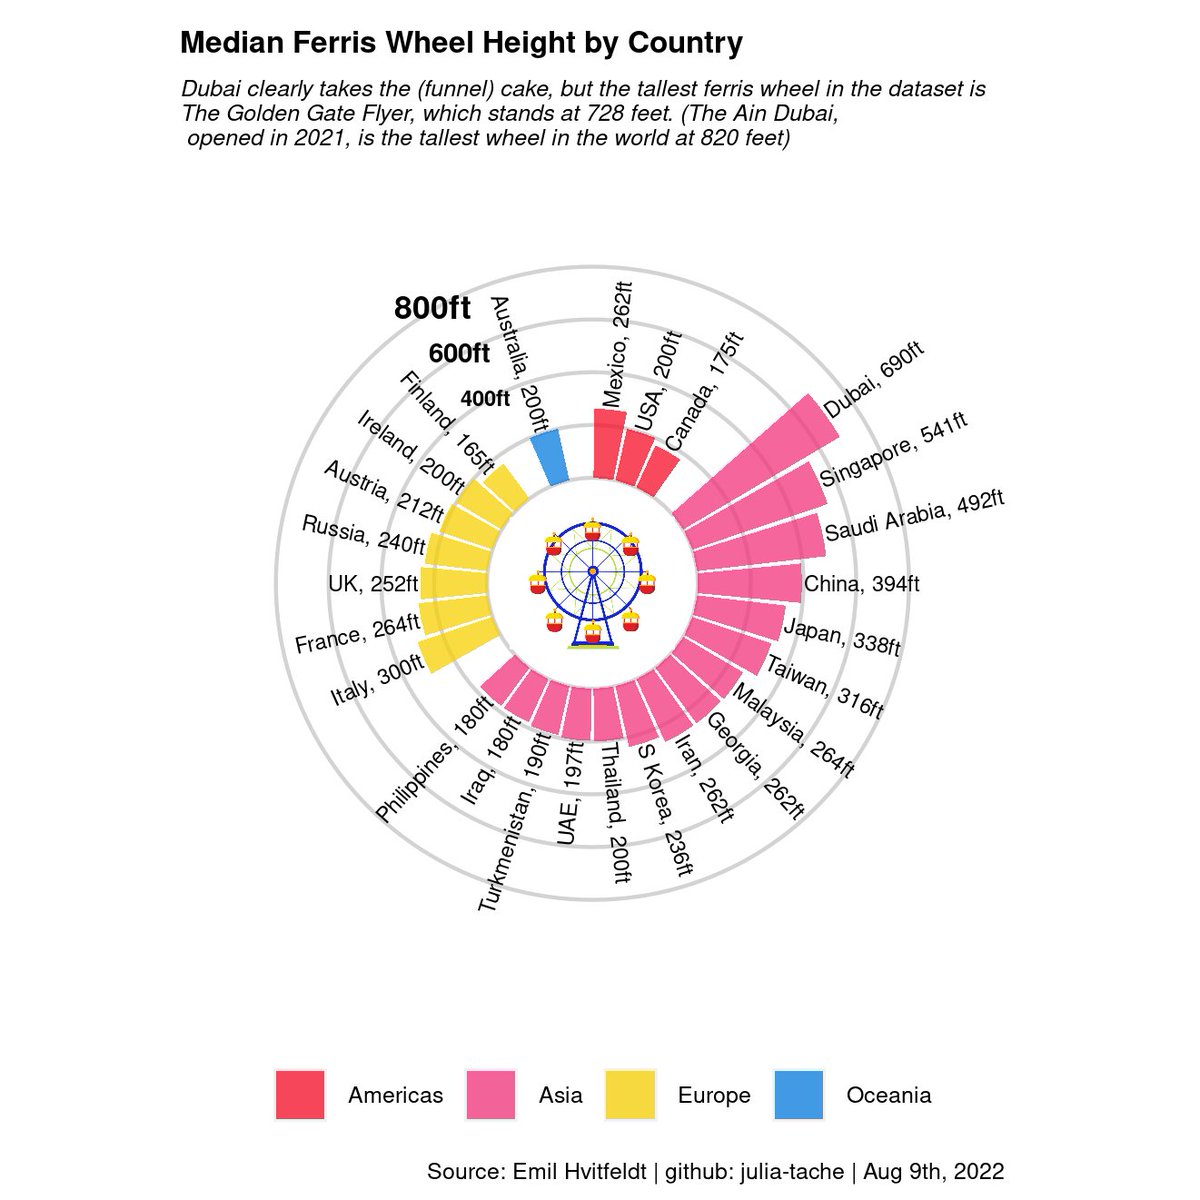 Median Ferris Wheel Height by Country
Dubai clearly takes the (funnel) cake, but the tallest ferris wheel in the dataset is
The Golden Gate Flyer, which stands at 728 feet. (The Ain Dubai,
opened in 2021, is the tallest wheel in the world at 820 feet)
800ft
600ft
400ft
Mexico, 262ft
USA, 200ft
Canada, 175ft
Dubai, 690ft
Singapore, 541ft
Saudi Arabia, 492ft
China, 394ft
Japan, 338ft
Taiwan, 316ft
Malaysia, 264ft
Georgia, 262ft
Iran, 262ft
S Korea, 236ft
Thailand, 200ft
UAE, 197ft
Turkmenistan, 190ft
Iraq, 180ft
Philippines, 180ft
Italy, 300ft
France, 264ft
UK, 252ft
Russia, 240ft
Austria, 212ft
Ireland, 200ft
Finland, 165ft
Australia, 200ft
Americas
Asia
Europe
Oceania
Source: Emil Hvitfeldt | github: julia-tache | Aug 9th, 2022